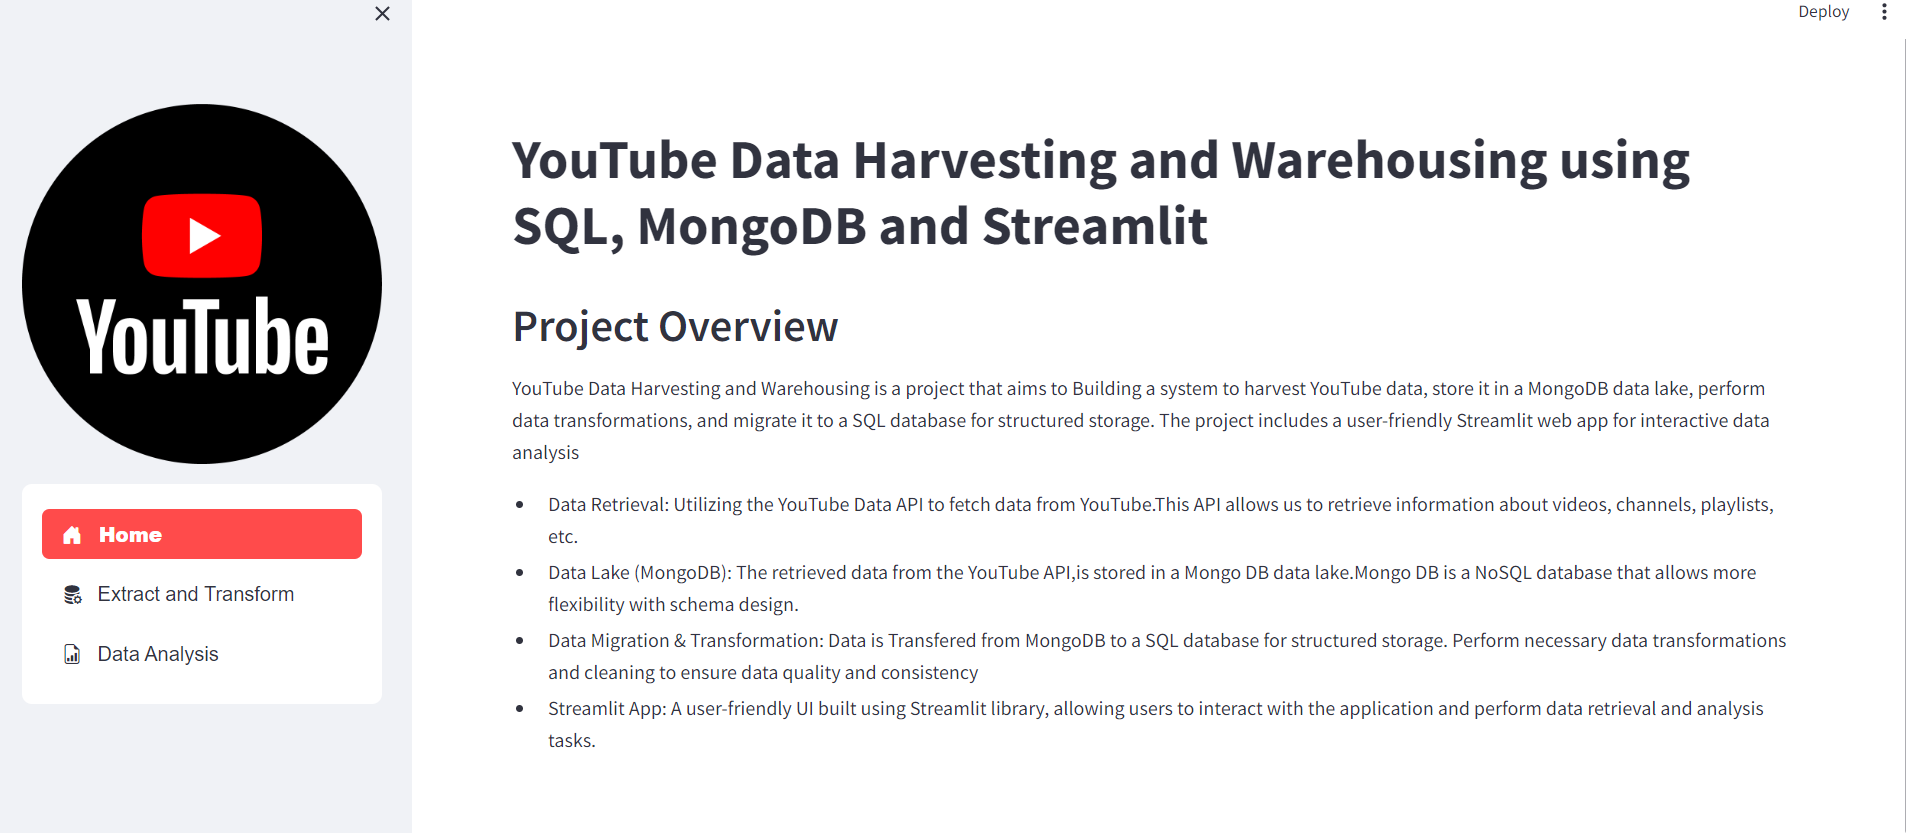 Deploy
YouTube
Home
Extract and Transform
Data Analysis
YouTube Data Harvesting and Warehousing using
SQL, MongoDB and Streamlit
Project Overview
YouTube Data Harvesting and Warehousing is a project that aims to Building a system to harvest YouTube data, store it in a MongoDB data lake, perform
data transformations, and migrate it to a SQL database for structured storage. The project includes a user-friendly Streamlit web app for interactive data
analysis
• Data Retrieval: Utilizing the YouTube Data API to fetch data from YouTube.This API allows us to retrieve information about videos, channels, playlists,
etc.
• Data Lake (MongoDB): The retrieved data from the YouTube API,is stored in a Mongo DB data lake.Mongo DB is a NoSQL database that allows more
flexibility with schema design.
• Data Migration & Transformation: Data is Transfered from MongoDB to a SQL database for structured storage. Perform necessary data transformations
and cleaning to ensure data quality and consistency
• Streamlit App: A user-friendly UI built using Streamlit library, allowing users to interact with the application and perform data retrieval and analysis
tasks.